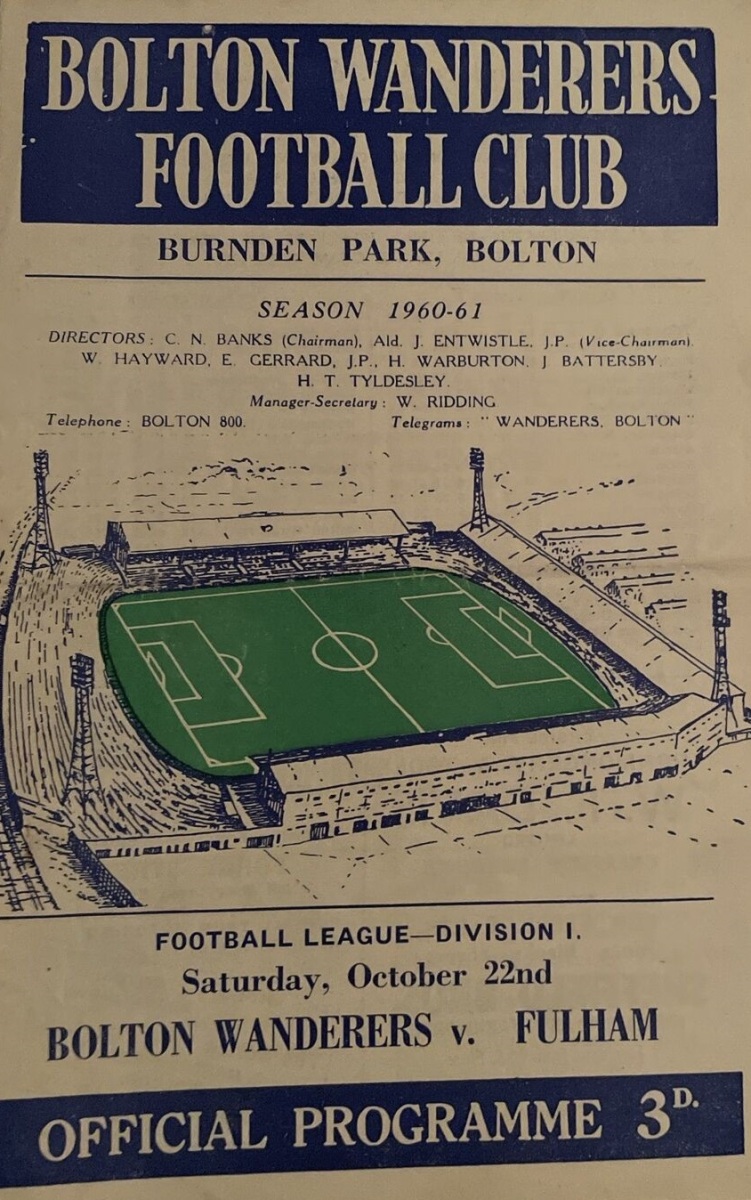 BOLTON WANDERERS
FOOTBALL CLUB
BURNDEN PARK, BOLTON
SEASON 1960-61
DIRECTORS: C. N. BANKS (Chairman), Ald. J. ENTWISTLE, J.P. (Vice-Chairman).
W. HAYWARD, E. GERRARD, J.P., H. WARBURTON, J BATTERSBY.
H. T. TYLDESLEY.
Manager-Secretary: W. RIDDING
Telephone: BOLTON 800. Telegrams: "WANDERERS, BOLTON"
FOOTBALL LEAGUE—DIVISION I.
Saturday, October 22nd
BOLTON WANDERERS v. FULHAM
OFFICIAL PROGRAMME 3D.